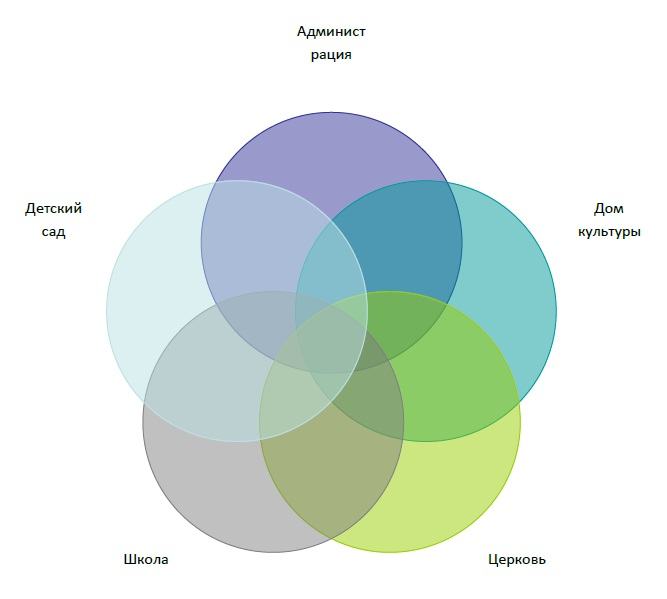 Админист
рация
Детский
сад
Дом
культуры
Школа
Церковь